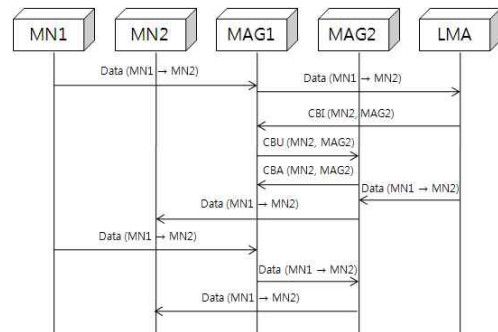 MN1 MN2 MAG1 MAG2 LMA
Data (MN1 → MN2)
Data (MN1 → MN2)
CBI (MN2, MAG2)
CBU (MN2, MAG2)
CBA (MN2, MAG2)
Data (MN1 → MN2)
Data (MN1 → MN2)
Data (MN1 → MN2)
Data (MN1 → MN2)
Data (MN1 → MN2)